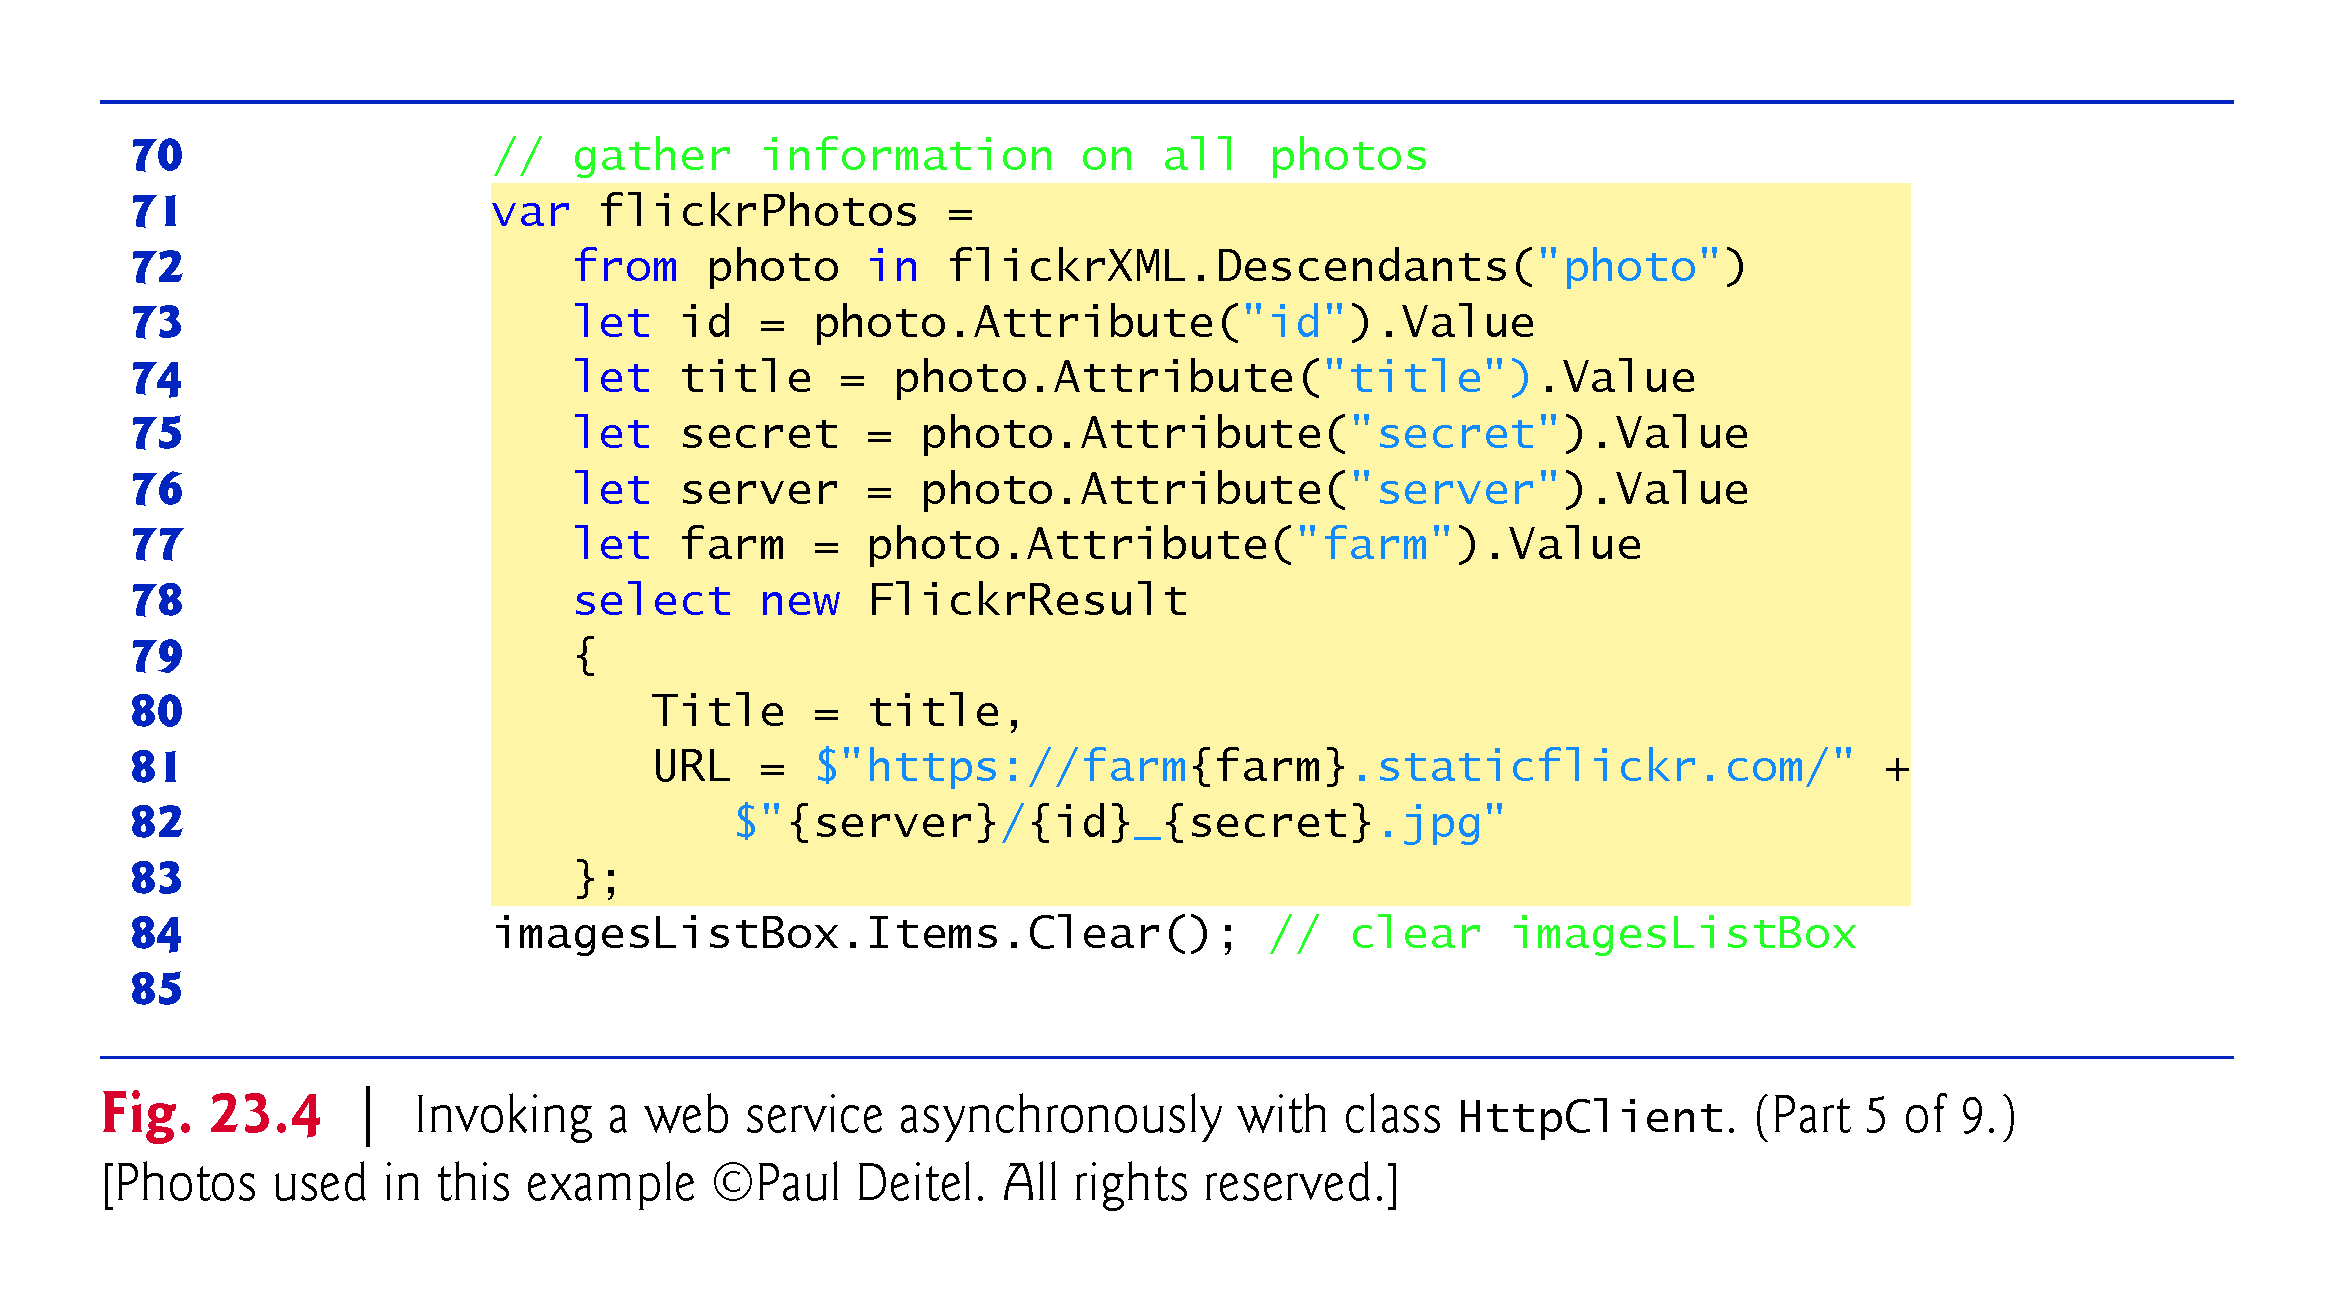 70 // gather information on all photos
71 var flickrPhotos =
72 from photo in flickrXML.Descendants("photo")
73 let id = photo.Attribute("id").Value
74 let title = photo.Attribute("title").Value
75 let secret = photo.Attribute("secret").Value
76 let server = photo.Attribute("server").Value
77 let farm = photo.Attribute("farm").Value
78 select new FlickrResult
79 {
80 Title = title,
81 URL = $"https://farm{farm}.staticflickr.com/" +
82 $"{server}/{id}_{secret}.jpg"
83 };
84 imagesListBox.Items.Clear(); // clear imagesListBox
85
Fig. 23.4 | Invoking a web service asynchronously with class HttpClient. (Part 5 of 9.)
[Photos used in this example ©Paul Deitel. All rights reserved.]